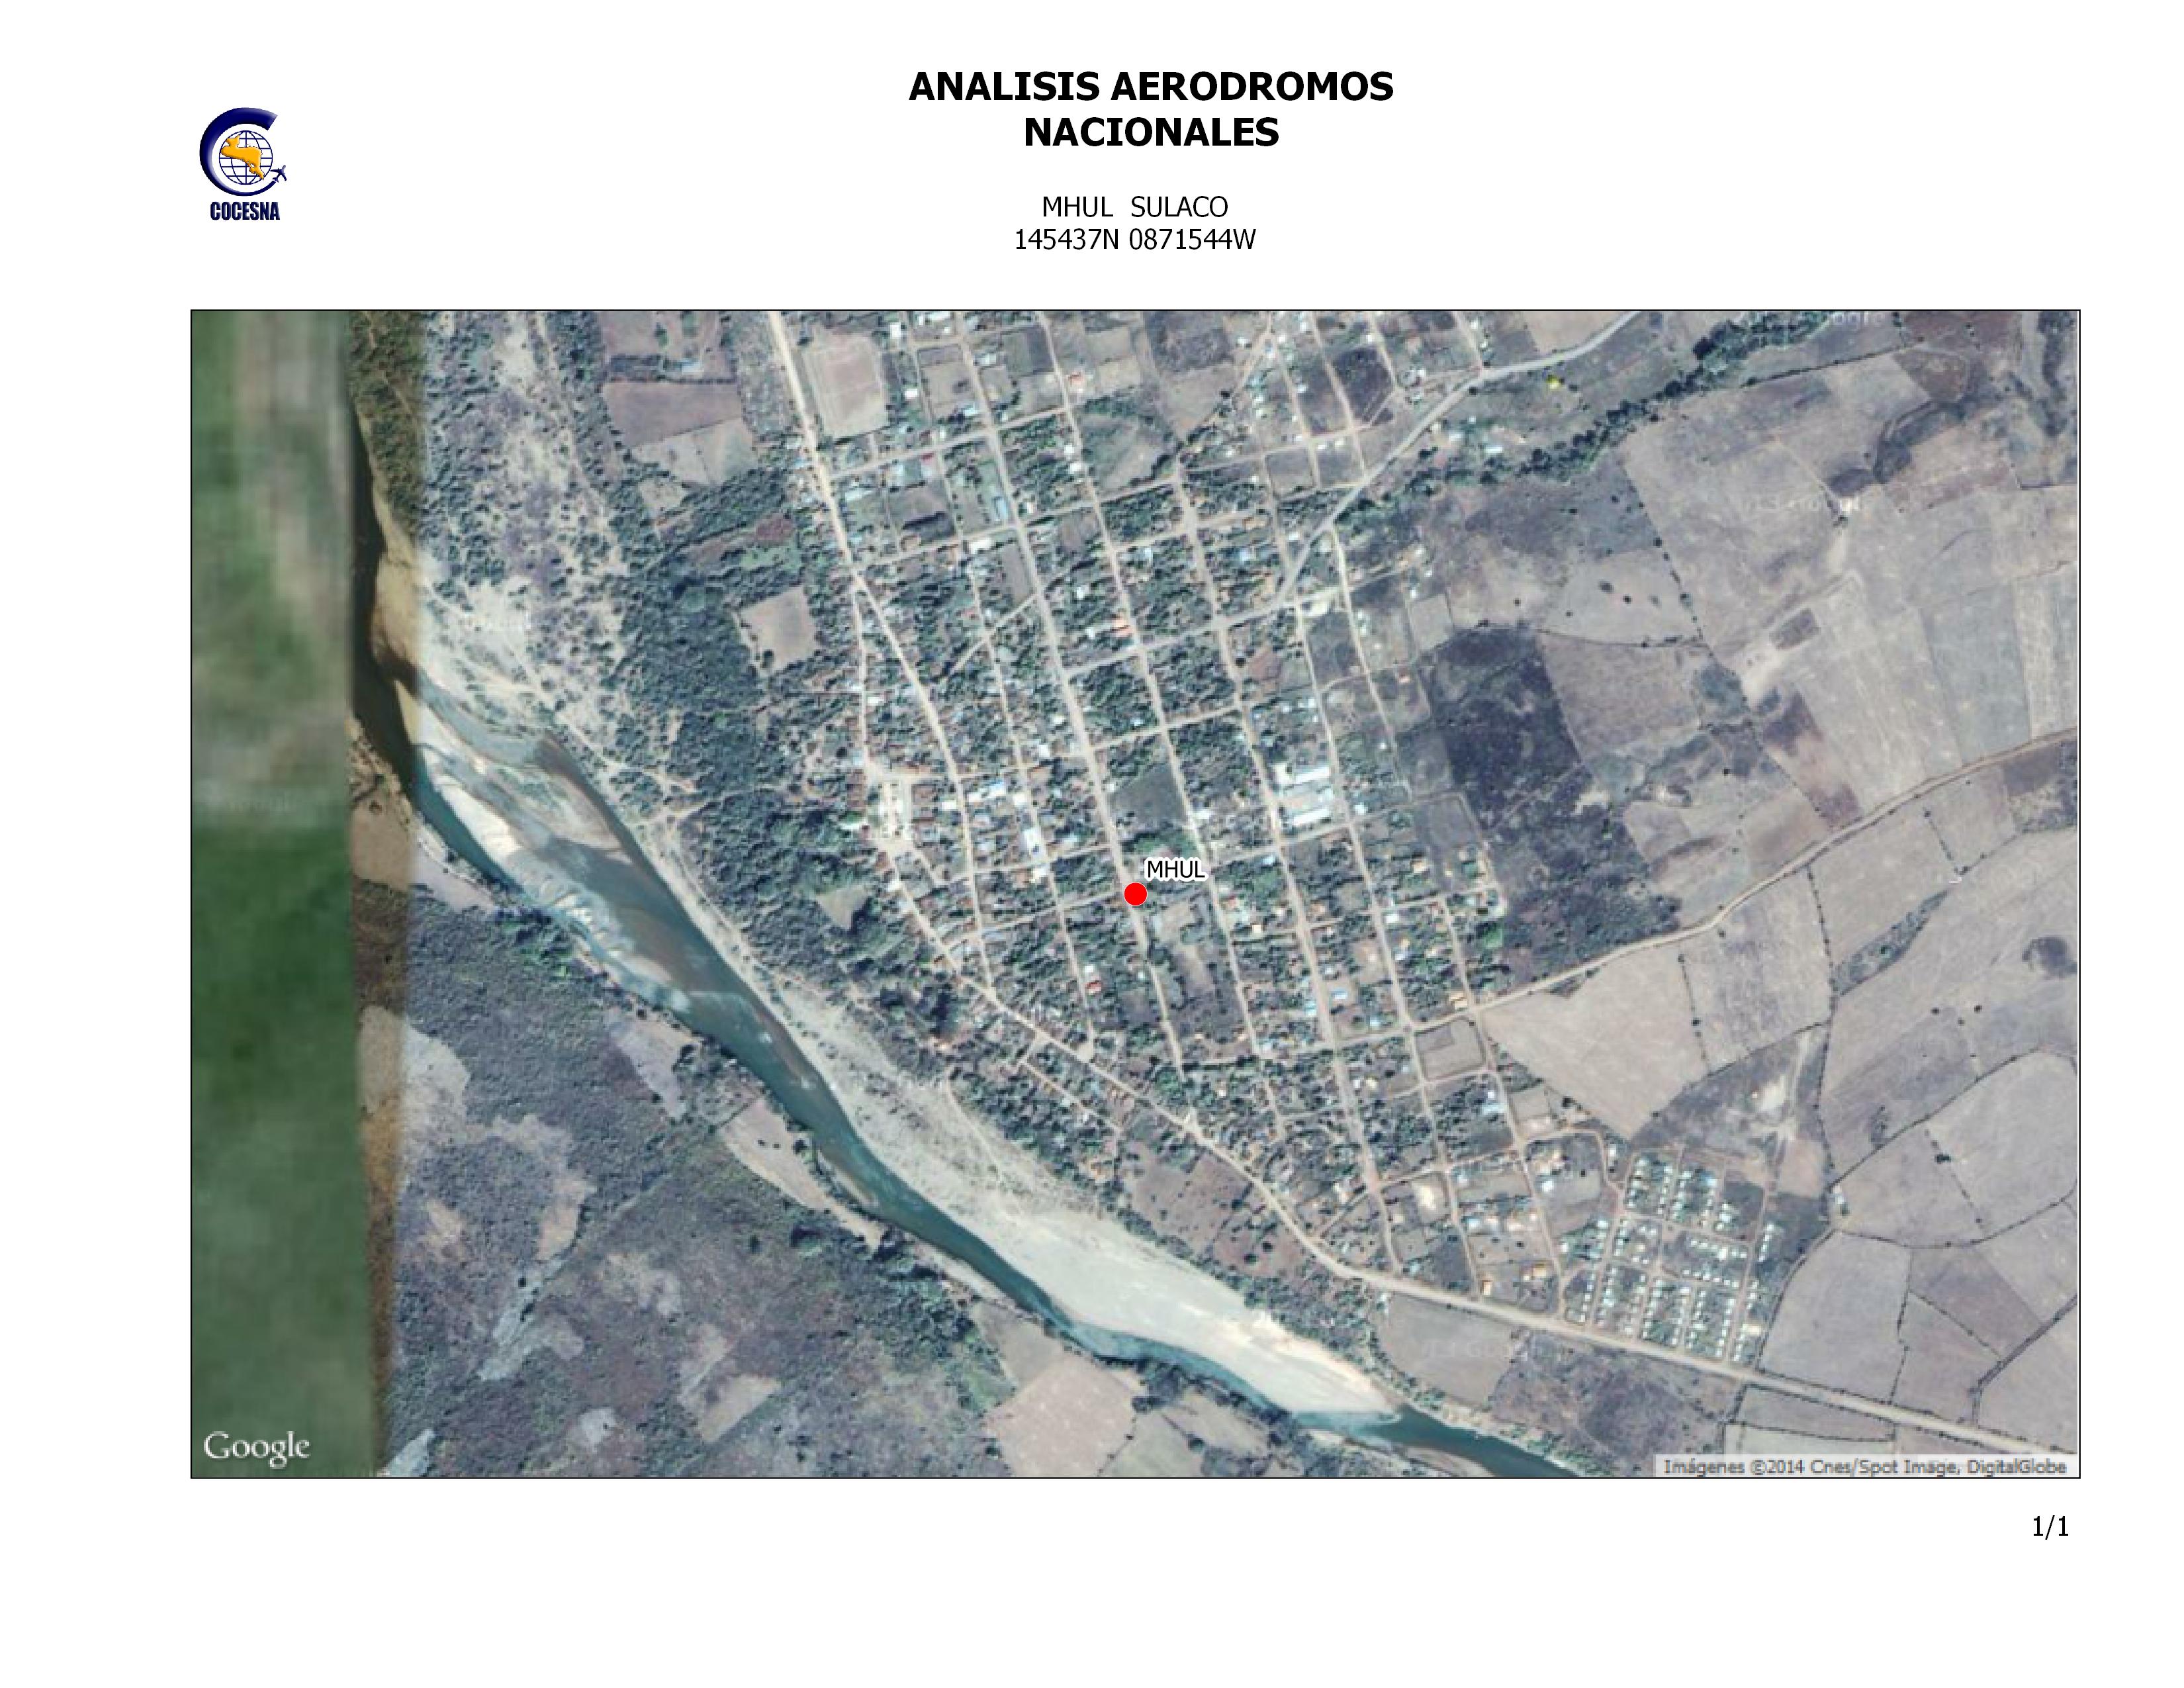 ANALISIS AERODROMOS
NACIONALES
COCESNA
MHUL SULACO
145437N 0871544W
MHUL
Google
Imágenes ©2014 Cnes/Spot Image, DigitalGlobe
1/1